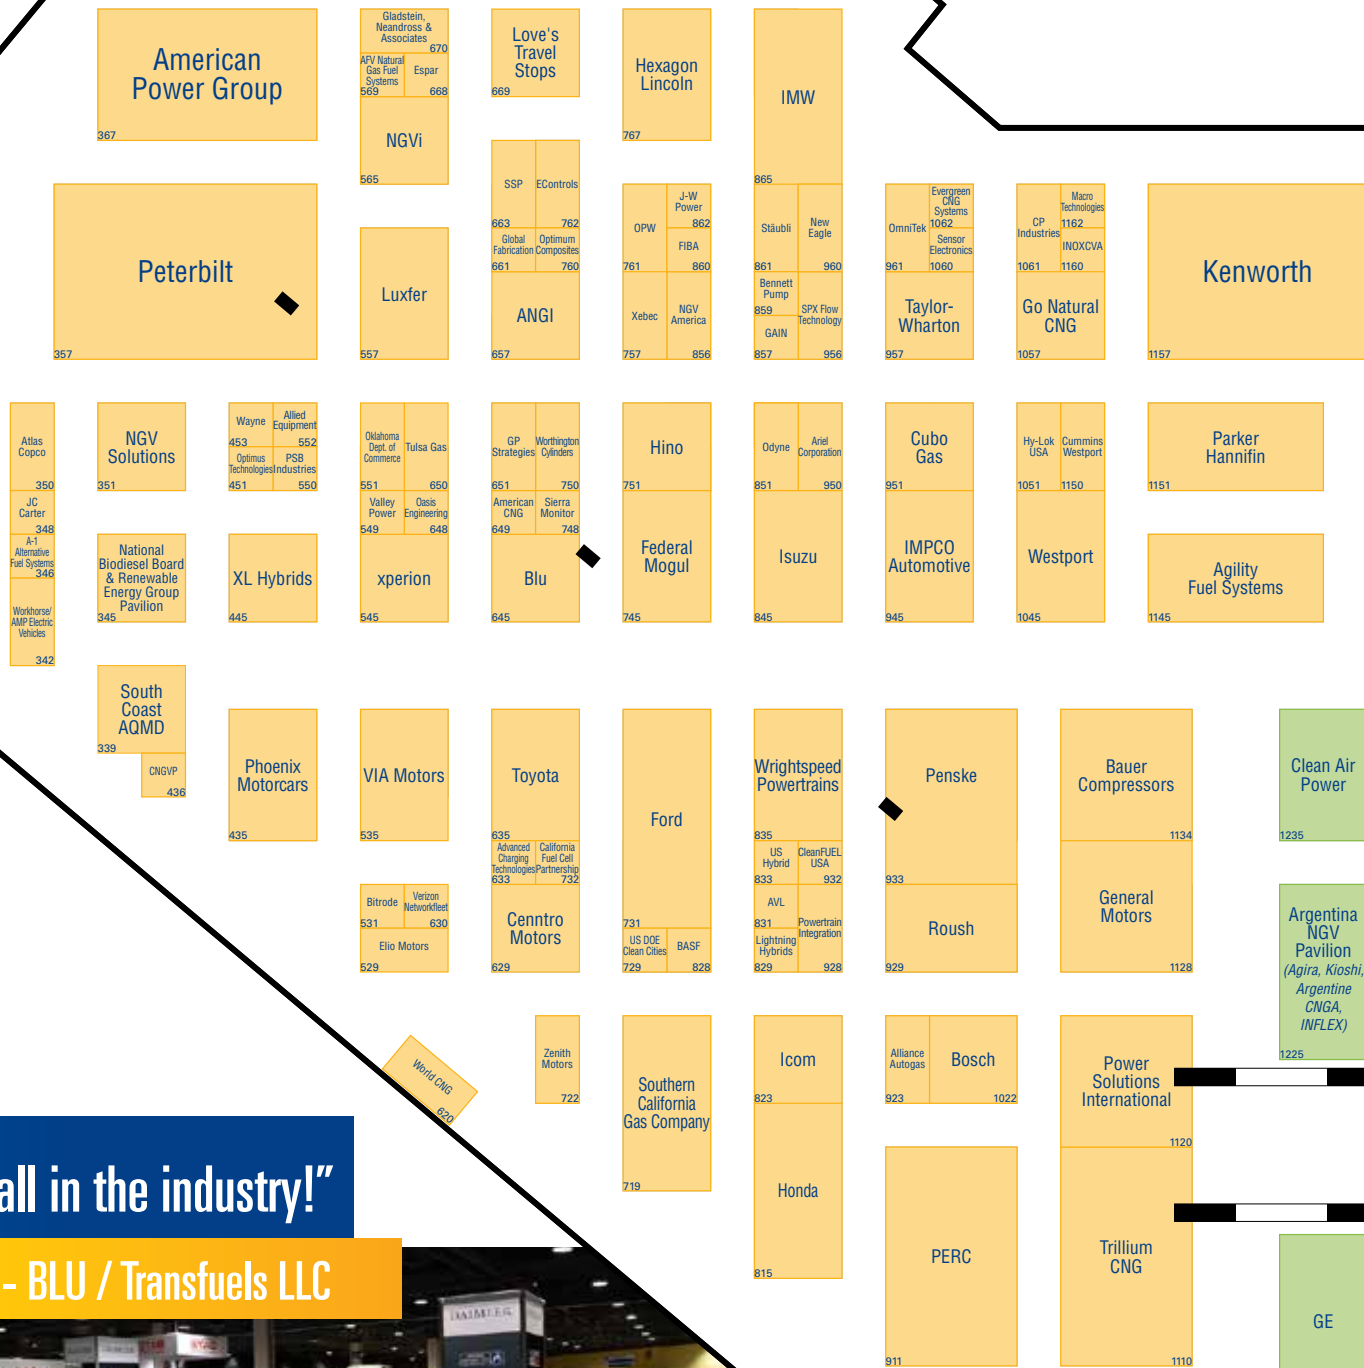 American
Power Group
367
Gladstein,
Neandross &
Associates
670
AFV Natural
Gas Fuel
Systems
569
Espar
668
NGVi
565
Love's
Travel
Stops
669
Hexagon
Lincoln
767
IMW
865
Peterbilt
357
Luxfer
557
SSP
663
EControls
762
Global
Fabrication
661
Optimum
Composites
760
ANGI
657
OPW
761
J-W
Power
862
FIBA
860
Xebec
757
NGV
America
856
Stäubli
861
New
Eagle
960
Bennett
Pump
859
GAIN
857
SPX Flow
Technology
956
OmniTek
961
Evergreen
CNG
Systems
1062
Sensor
Electronics
1060
Taylor-
Wharton
957
CP
Industries
1061
Macro
Technologies
1162
INOXCVA
1160
Go Natural
CNG
1057
Kenworth
1157
Atlas
Copco
350
JC
Carter
348
A-1
Alternative
Fuel Systems
346
Workhorse/
AMP Electric
Vehicles
342
NGV
Solutions
351
National
Biodiesel Board
& Renewable
Energy Group
Pavilion
345
Wayne
453
Allied
Equipment
552
Optimus
Technologies
451
PSB
Industries
550
XL Hybrids
445
Oklahoma
Dept. of
Commerce
551
Tulsa Gas
650
Valley
Power
549
Oasis
Engineering
648
xperion
545
GP
Strategies
651
Worthington
Cylinders
750
American
CNG
649
Sierra
Monitor
748
Blu
645
Hino
751
Federal
Mogul
745
Odyne
851
Ariel
Corporation
950
Isuzu
845
Cubo
Gas
951
IMPCO
Automotive
945
Hy-Lok
USA
1051
Cummins
Westport
1150
Westport
1045
Parker
Hannifin
1151
Agility
Fuel Systems
1145
South
Coast
AQMD
339
CNGVP
436
Phoenix
Motorcars
435
VIA Motors
535
Toyota
635
Advanced
Charging
Technologies
633
California
Fuel Cell
Partnership
732
Cenntro
Motors
629
Bitrode
531
Verizon
Networkfleet
630
Elio Motors
529
Ford
731
US DOE
Clean Cities
729
BASF
828
Wrightspeed
Powertrains
835
US
Hybrid
833
CleanFUEL
USA
932
AVL
831
Lightning
Hybrids
829
Powertrain
Integration
928
Penske
933
Roush
929
Bauer
Compressors
1134
General
Motors
1128
Clean Air
Power
1235
Argentina
NGV
Pavilion
(Agira, Kioshi,
Argentine
CNGA,
INFLEX)
1225
World CNG
620
Zenith
Motors
722
Southern
California
Gas Company
719
Icom
823
Honda
815
Alliance
Autogas
923
Bosch
1022
PERC
911
Power
Solutions
International
1120
Trillium
CNG
1110
GE
all in the industry!”
- BLU / Transfuels LLC
DAIMLER